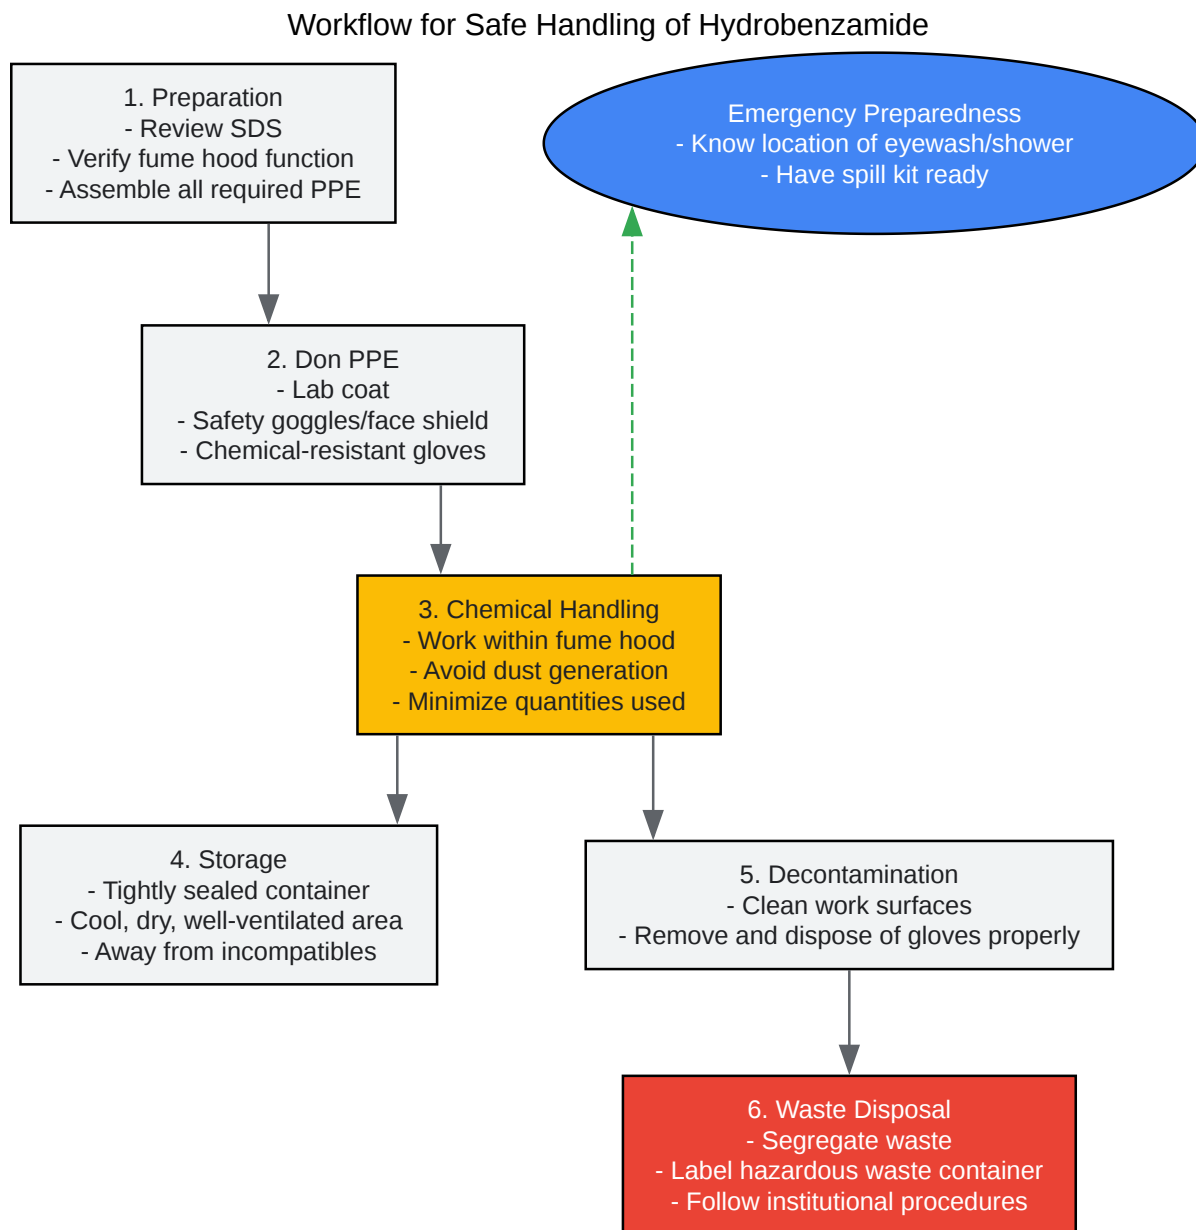 Workflow for Safe Handling of Hydrobenzamide
1. Preparation
- Review SDS
- Verify fume hood function
- Assemble all required PPE
Emergency Preparedness
- Know location of eyewash/shower
- Have spill kit ready
2. Don PPE
- Lab coat
- Safety goggles/face shield
- Chemical-resistant gloves
3. Chemical Handling
- Work within fume hood
- Avoid dust generation
- Minimize quantities used
4. Storage
- Tightly sealed container
- Cool, dry, well-ventilated area
- Away from incompatibles
5. Decontamination
- Clean work surfaces
- Remove and dispose of gloves properly
6. Waste Disposal
- Segregate waste
- Label hazardous waste container
- Follow institutional procedures